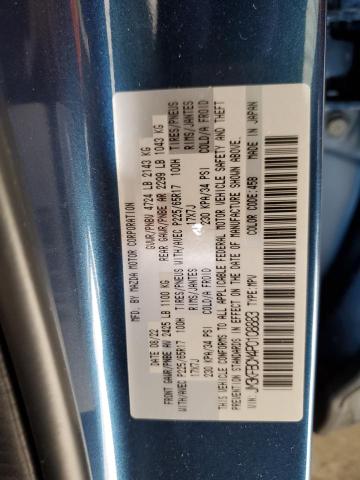 MFD. BY MAZDA MOTOR CORPORATION
DATE 08/22 GVWR/PNBV 4724 LB 2143 KG
FRONT GAWR/PNBE AV 2425 LB 1100 KG REAR GAWR/PNBE AR 2299 LB 1043 KG
WITH/AVEC P225/65R17 100H TIRES/PNEUS WITH/AVEC P225/65R17 100H TIRES/PNEUS
17X7J RIMS/JANTES 17X7J RIMS/JANTES
230 KPA/34 PSI COLD/A FROID 230 KPA/34 PSI COLD/A FROID
THIS VEHICLE CONFORMS TO ALL APPLICABLE FEDERAL MOTOR VEHICLE SAFETY AND THEFT
PREVENTION STANDARDS IN EFFECT ON THE DATE OF MANUFACTURE SHOWN ABOVE.
VIN: TYPE: MPV COLOR CODE: 45B MADE IN JAPAN